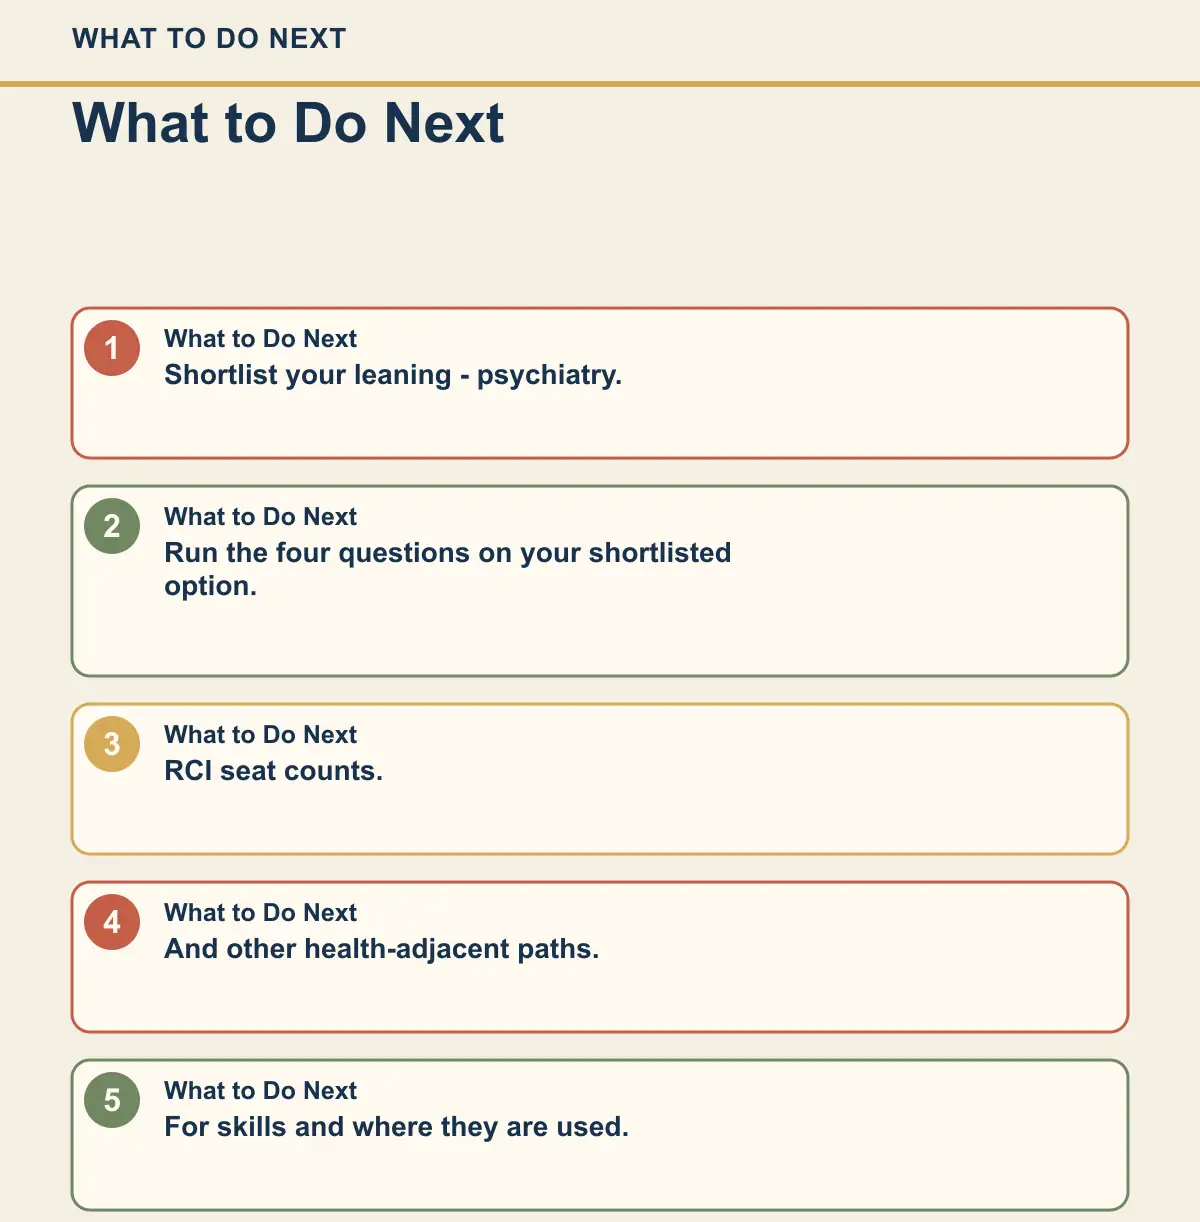 WHAT TO DO NEXT
What to Do Next
1
What to Do Next
Shortlist your leaning - psychiatry.
2
What to Do Next
Run the four questions on your shortlisted
option.
3
What to Do Next
RCI seat counts.
4
What to Do Next
And other health-adjacent paths.
5
What to Do Next
For skills and where they are used.